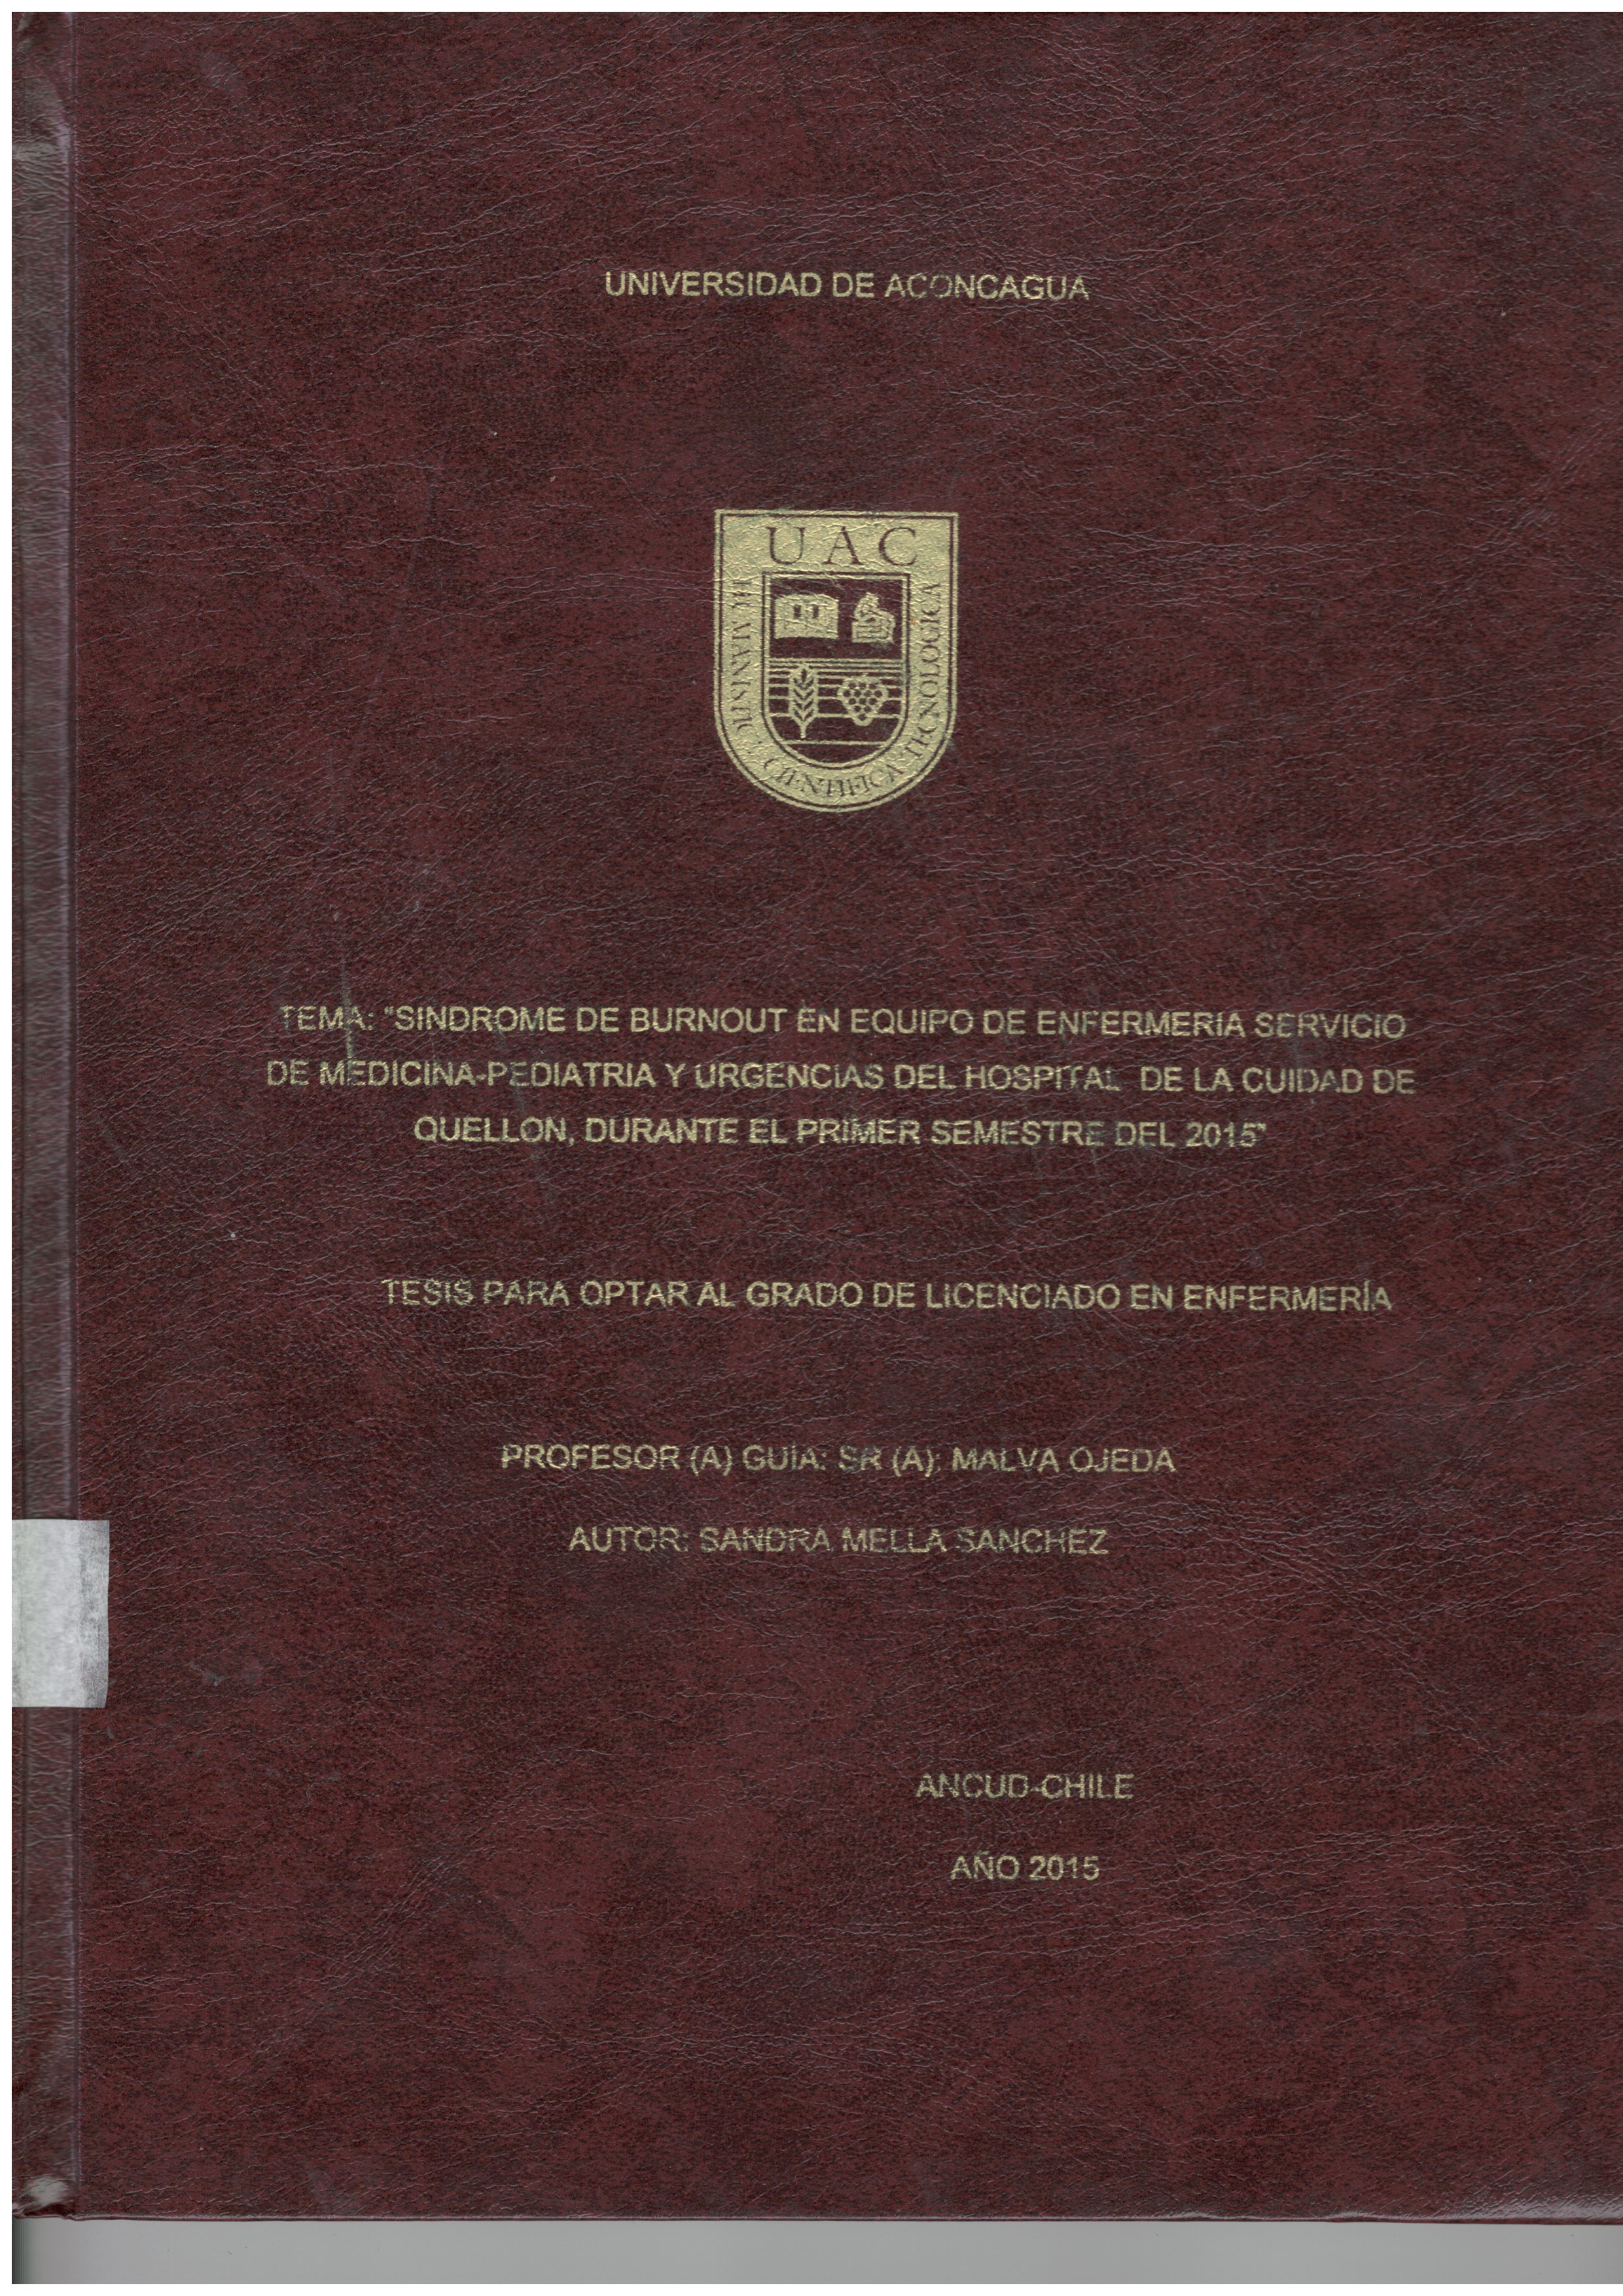 UNIVERSIDAD DE ACONCAGUA
UAC
HUMANISTICA CIENTIFICA TECNOLOGICA
TEMA: "SINDROME DE BURNOUT EN EQUIPO DE ENFERMERIA SERVICIO
DE MEDICINA-PEDIATRIA Y URGENCIAS DEL HOSPITAL DE LA CUIDAD DE
QUELLON, DURANTE EL PRIMER SEMESTRE DEL 2015"
TESIS PARA OPTAR AL GRADO DE LICENCIADO EN ENFERMERÍA
PROFESOR (A) GUÍA: SR (A): MALVA OJEDA
AUTOR: SANDRA MELLA SANCHEZ
ANCUD-CHILE
AÑO 2015